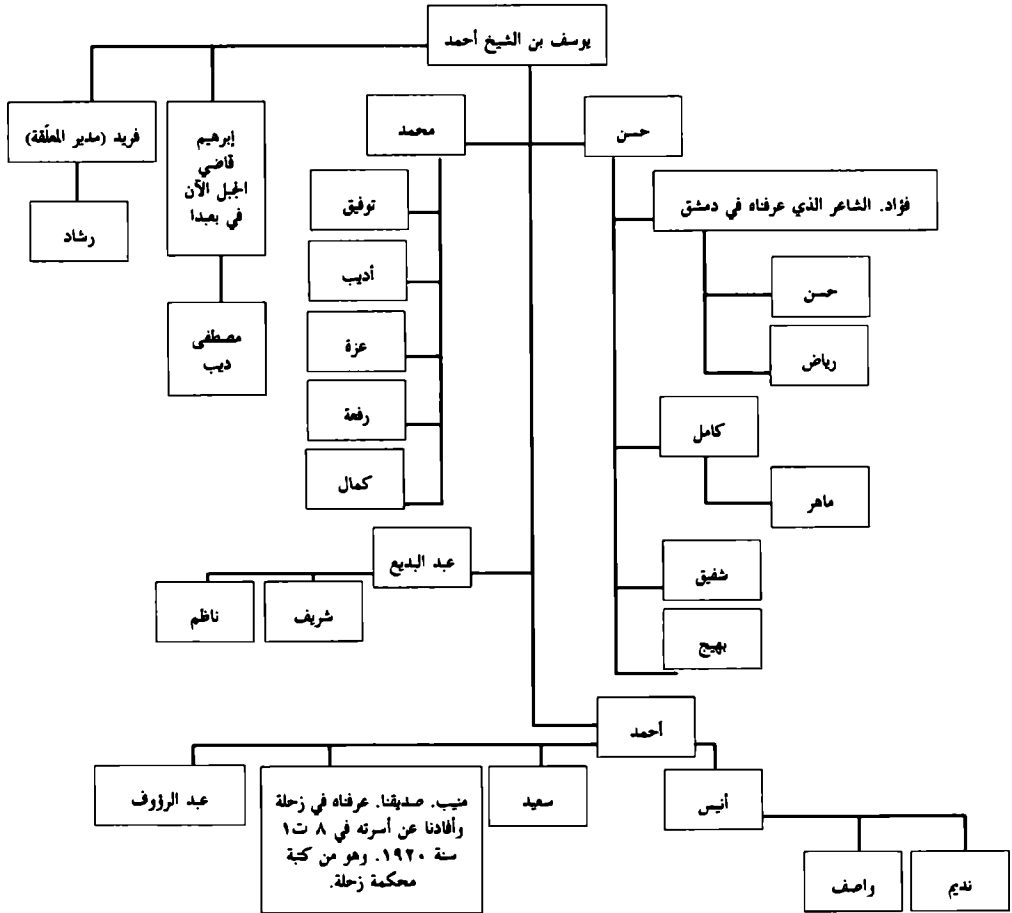 يوسف بن الشيخ أحمد
حسن
محمد
إبرهيم
قاضي
الجبل الآن
في بعبدا
فريد (مدير المعلّقة)
فؤاد. الشاعر الذي عرفناه في دمشق
توفيق
رشاد
أديب
حسن
مصطفى
ديب
عزة
رياض
رفعة
كامل
كمال
ماهر
عبد البديع
شفيق
شريف
ناظم
بهيج
أحمد
أنيس
سعيد
منيب. صديقنا. عرفناه في زحلة
وأفادنا عن أسرته في ٨ ت١
سنة ١٩٢٠. وهو من كتبة
محكمة زحلة.
عبد الرؤوف
نديم
واصف